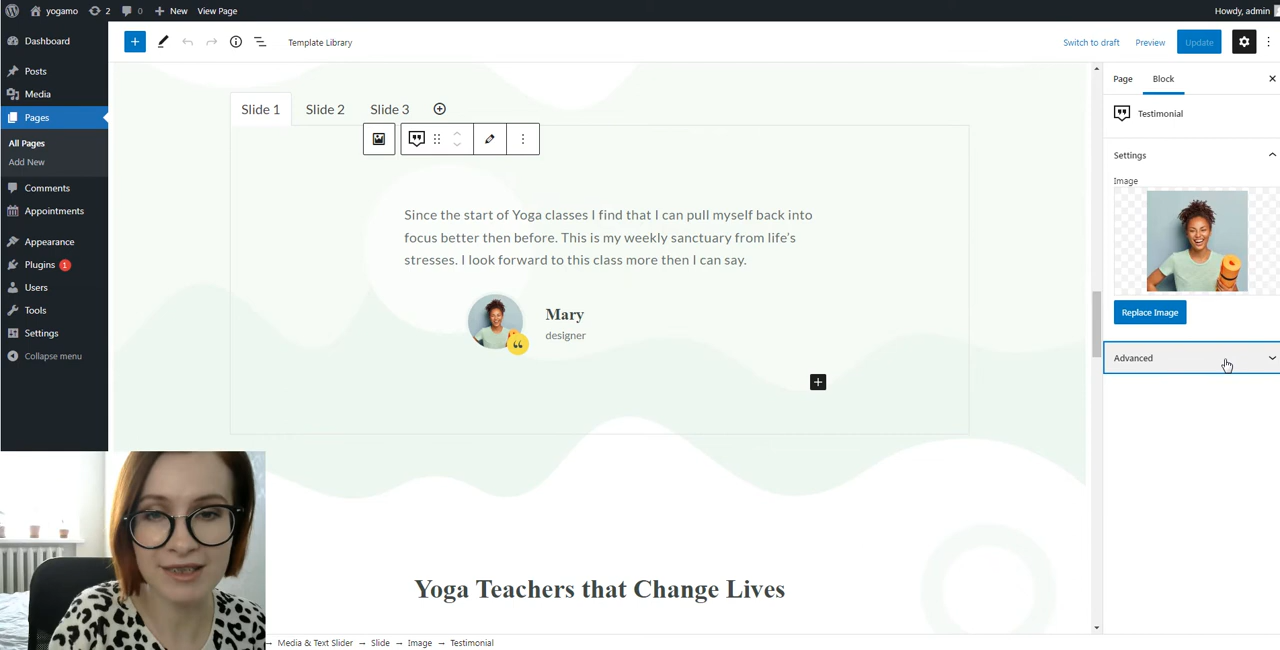 yogamo
2
0
New
View Page
Howdy, admin
Dashboard
Posts
Media
Pages
All Pages
Add New
Comments
Appointments
Appearance
Plugins 1
Users
Tools
Settings
Collapse menu
Template Library
Switch to draft
Preview
Update
Slide 1
Slide 2
Slide 3
Since the start of Yoga classes I find that I can pull myself back into
focus better then before. This is my weekly sanctuary from life's
stresses. I look forward to this class more then I can say.
Mary
designer
Yoga Teachers that Change Lives
→ Media & Text Slider → Slide → Image → Testimonial
Page
Block
Testimonial
Settings
Image
Replace Image
Advanced